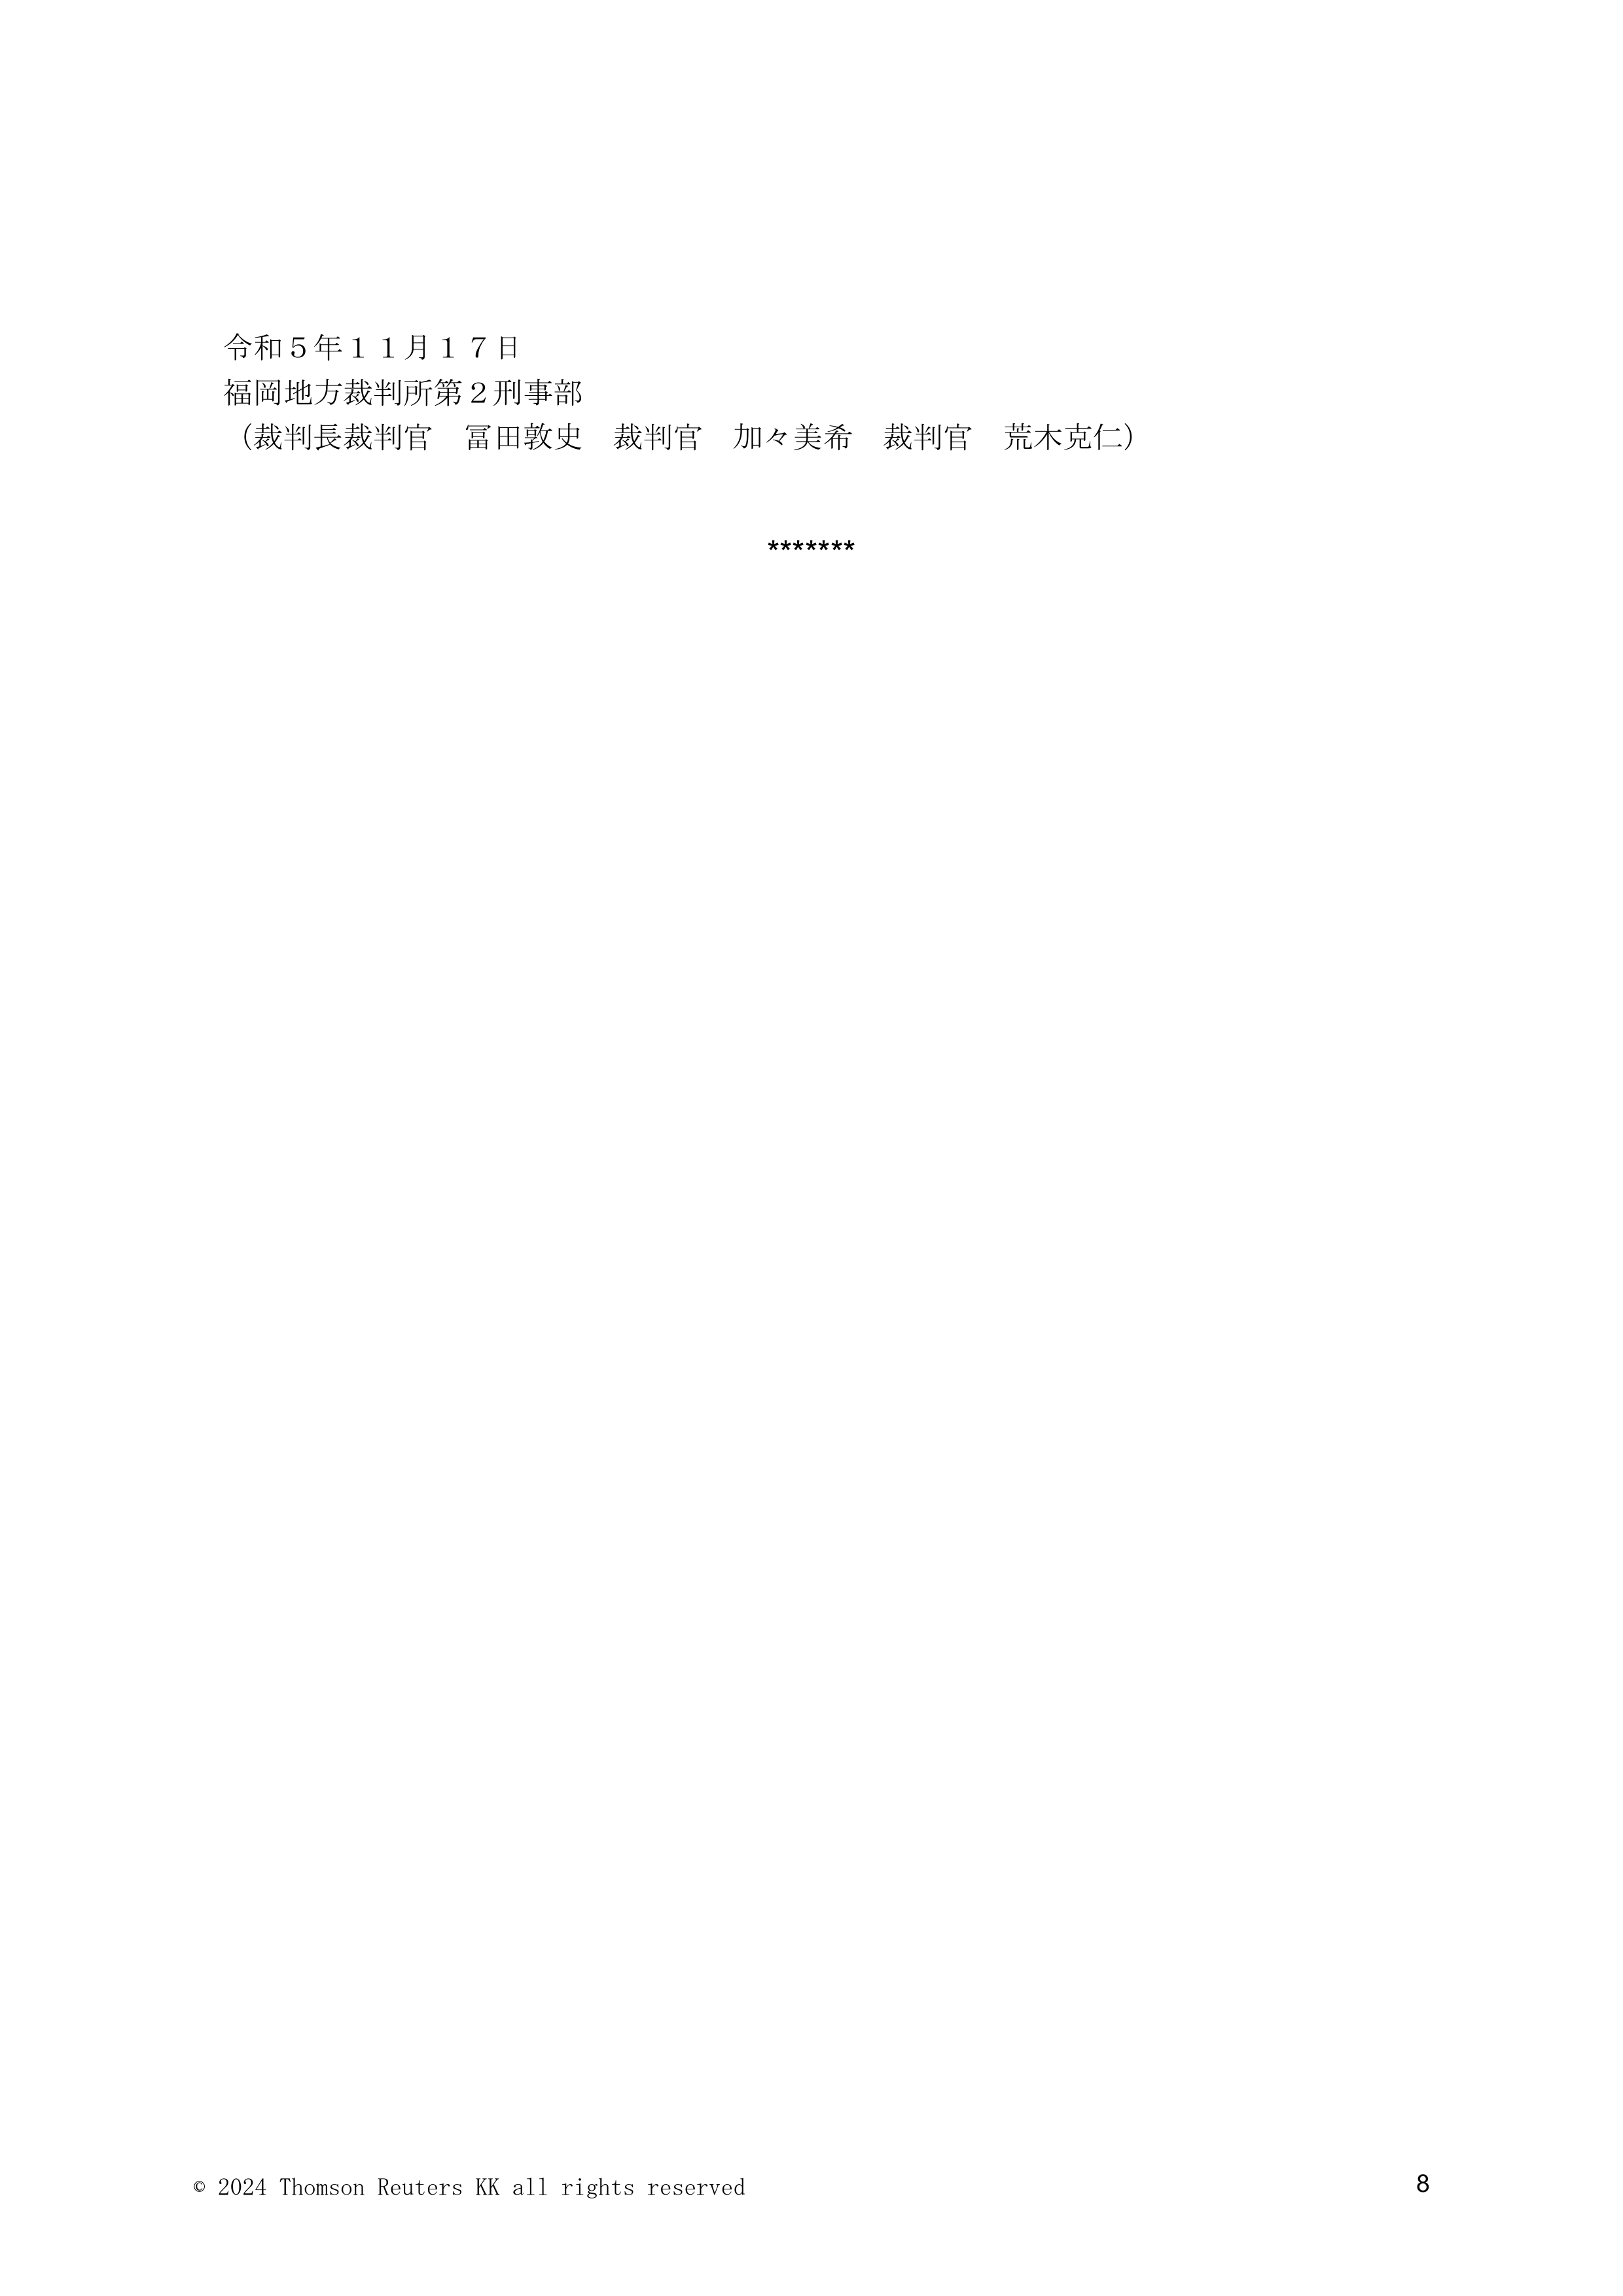 令和５年１１月１７日
福岡地方裁判所第２刑事部
（裁判長裁判官　冨田敦史　裁判官　加々美希　裁判官　荒木克仁）
*******
© 2024 Thomson Reuters KK all rights reserved
8